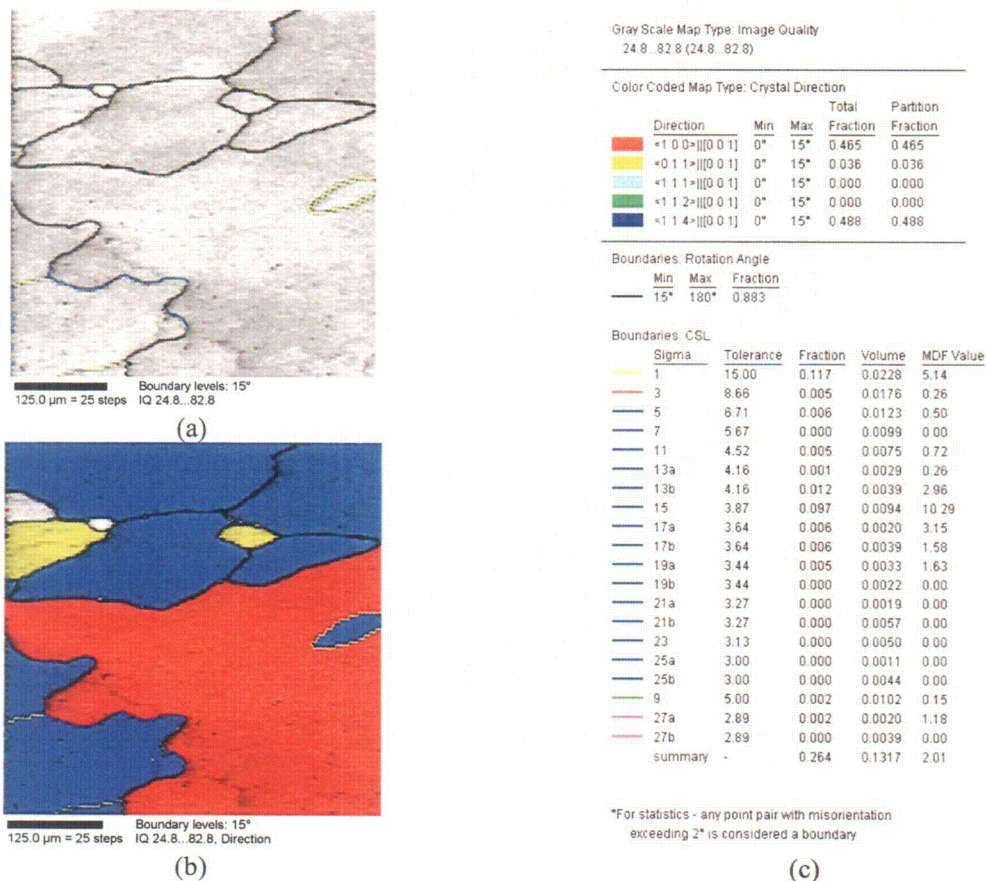 Boundary levels: 15°
125.0 µm = 25 steps IQ 24.8...82.8
(a)
Boundary levels: 15°
125.0 µm = 25 steps IQ 24.8...82.8, Direction
(b)
Gray Scale Map Type: Image Quality
24.8...82.8 (24.8...82.8)
Color Coded Map Type: Crystal Direction
Total Partition
Direction Min Max Fraction Fraction
<1 0 0>||[0 0 1] 0° 15° 0.465 0.465
<0 1 1>||[0 0 1] 0° 15° 0.036 0.036
<1 1 1>||[0 0 1] 0° 15° 0.000 0.000
<1 1 2>||[0 0 1] 0° 15° 0.000 0.000
<1 1 4>||[0 0 1] 0° 15° 0.488 0.488
Boundaries: Rotation Angle
Min Max Fraction
15° 180° 0.883
Boundaries: CSL
Sigma Tolerance Fraction Volume MDF Value
1 15.00 0.117 0.0228 5.14
3 8.66 0.005 0.0176 0.26
5 6.71 0.006 0.0123 0.50
7 5.67 0.000 0.0099 0.00
11 4.52 0.005 0.0075 0.72
13a 4.16 0.001 0.0029 0.26
13b 4.16 0.012 0.0039 2.96
15 3.87 0.097 0.0094 10.29
17a 3.64 0.006 0.0020 3.15
17b 3.64 0.006 0.0039 1.58
19a 3.44 0.005 0.0033 1.63
19b 3.44 0.000 0.0022 0.00
21a 3.27 0.000 0.0019 0.00
21b 3.27 0.000 0.0057 0.00
23 3.13 0.000 0.0050 0.00
25a 3.00 0.000 0.0011 0.00
25b 3.00 0.000 0.0044 0.00
9 5.00 0.002 0.0102 0.15
27a 2.89 0.002 0.0020 1.18
27b 2.89 0.000 0.0039 0.00
summary - 0.264 0.1317 2.01
*For statistics - any point pair with misorientation
exceeding 2° is considered a boundary
(c)